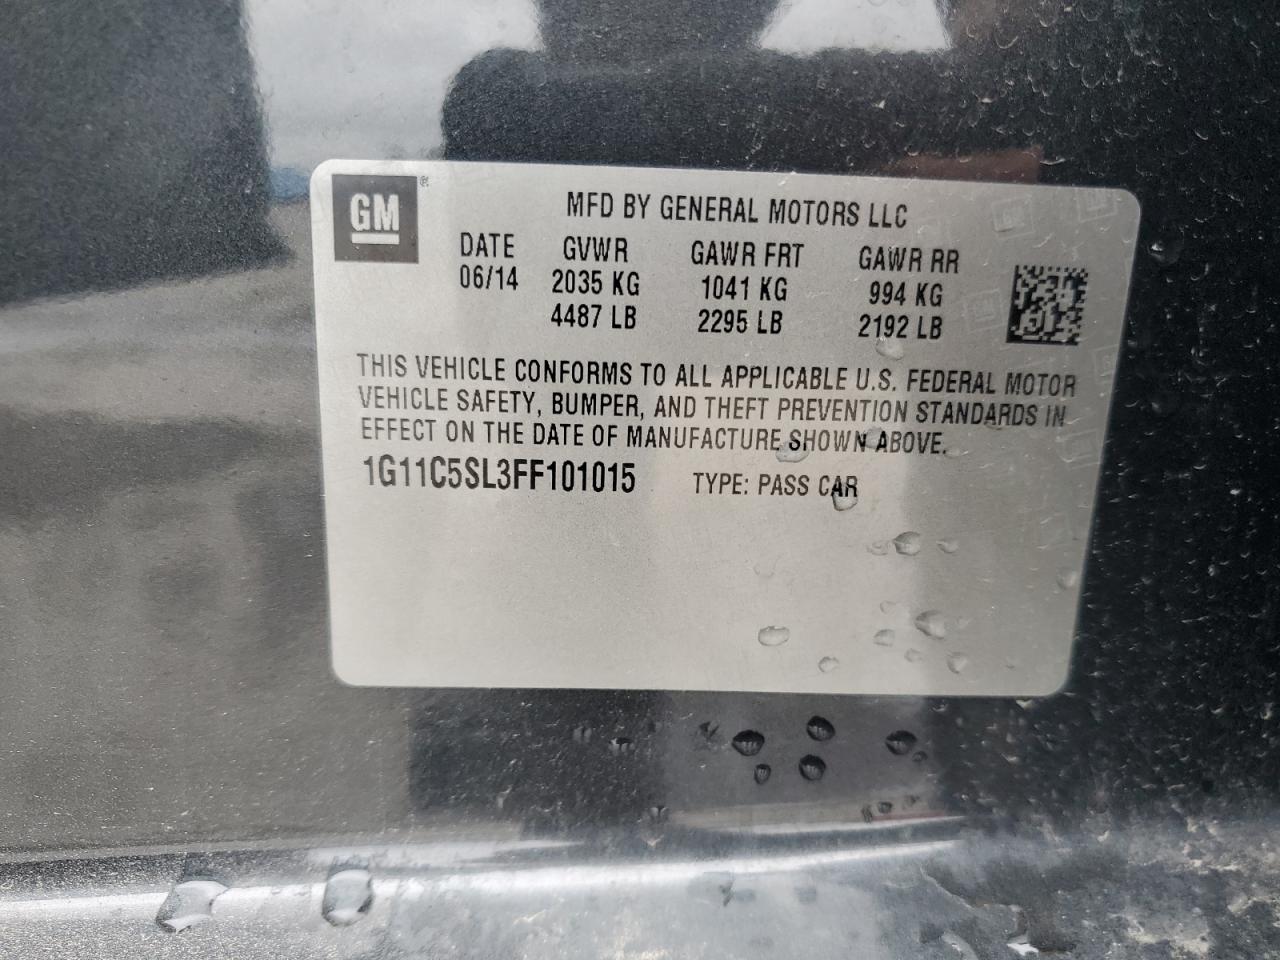 GM ®
MFD BY GENERAL MOTORS LLC
DATE GVWR GAWR FRT GAWR RR
06/14 2035 KG 1041 KG 994 KG
4487 LB 2295 LB 2192 LB
THIS VEHICLE CONFORMS TO ALL APPLICABLE U.S. FEDERAL MOTOR
VEHICLE SAFETY, BUMPER, AND THEFT PREVENTION STANDARDS IN
EFFECT ON THE DATE OF MANUFACTURE SHOWN ABOVE.
1G11C5SL3FF101015 TYPE: PASS CAR